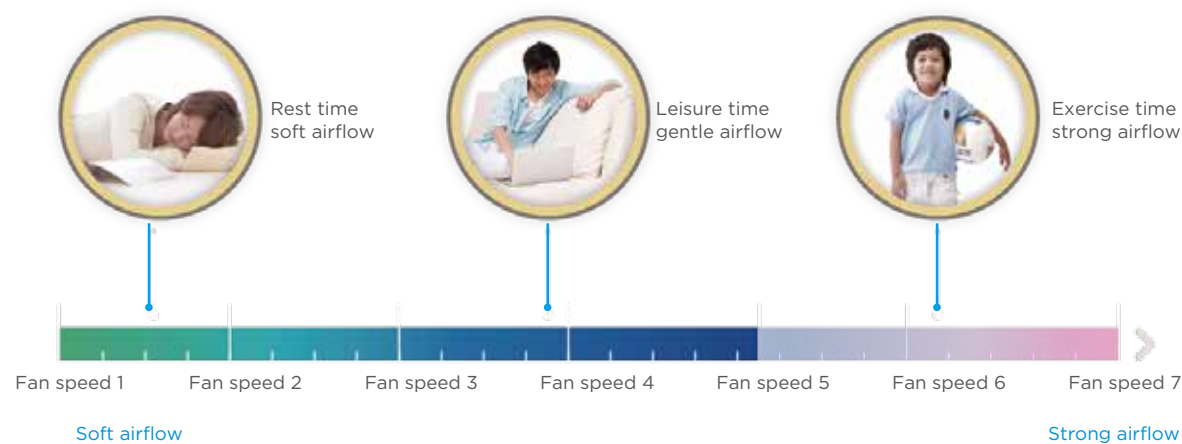 Rest time
soft airflow
Leisure time
gentle airflow
Exercise time
strong airflow
Fan speed 1
Fan speed 2
Fan speed 3
Fan speed 4
Fan speed 5
Fan speed 6
Fan speed 7
Soft airflow
Strong airflow